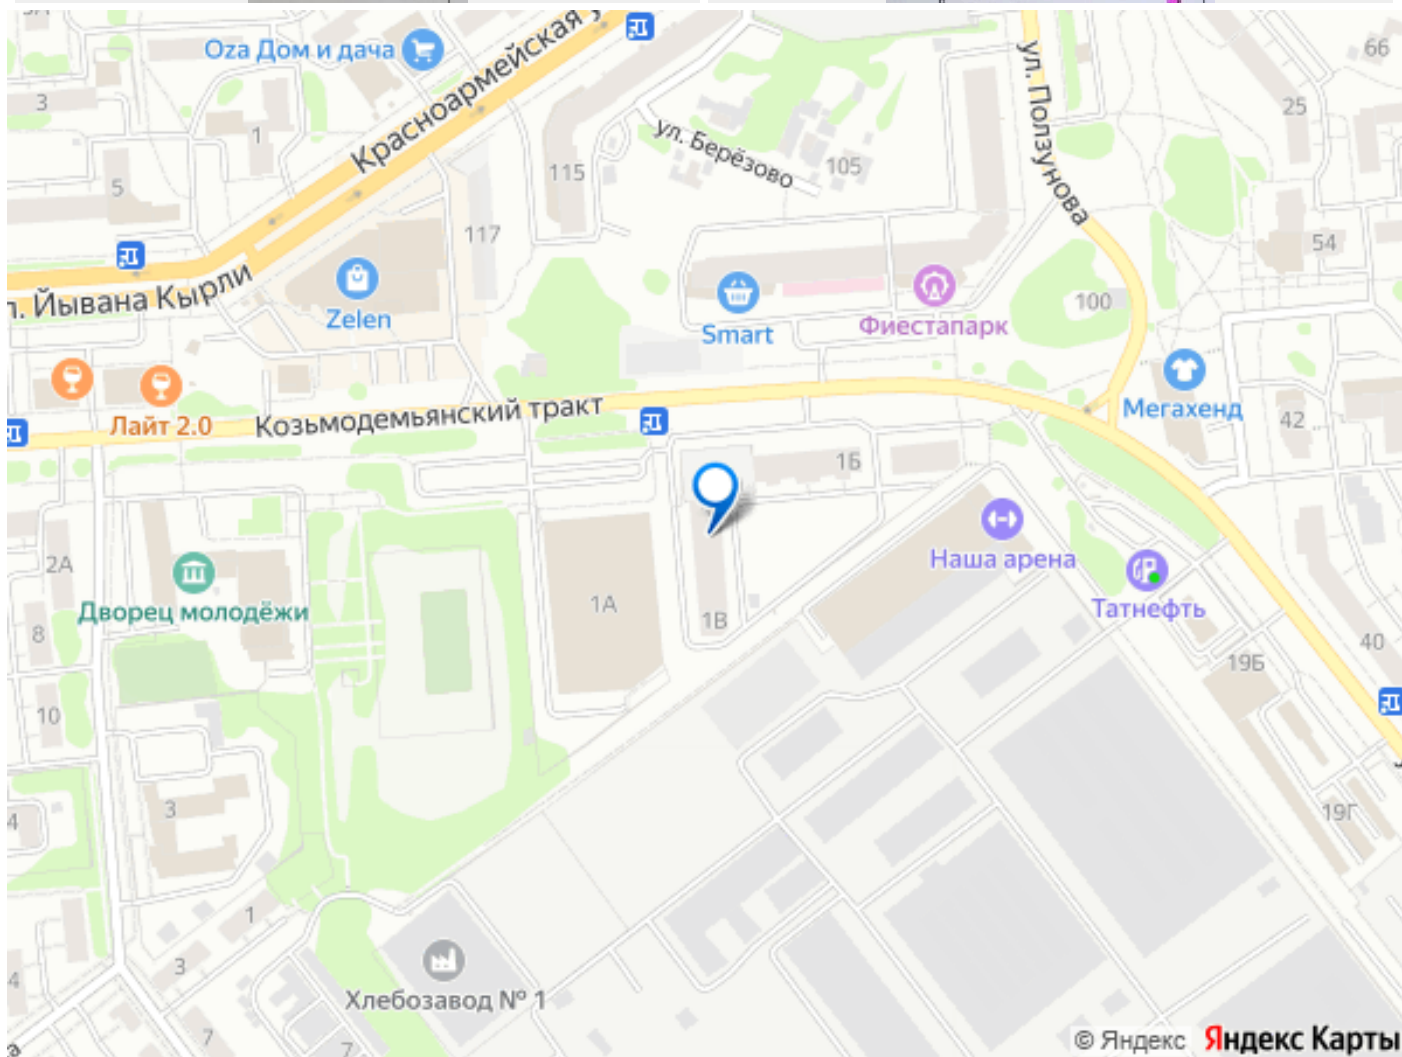 Oza Дом и дача
Красноармейская у
66
3
25
1
ул. Ползунова
ул. Берёзово
105
115
5
117
54
л. Йывана Кырли
Zelen
Smart
Фиестапарк
100
Мегахенд
Лайт 2.0
Козьмодемьянский тракт
42
1Б
2А
Дворец молодёжи
1А
1В
Наша арена
Татнефть
8
40
19Б
10
3
4
19Г
1
3
4
Хлебозавод № 1
7
7
© Яндекс Яндекс Карты